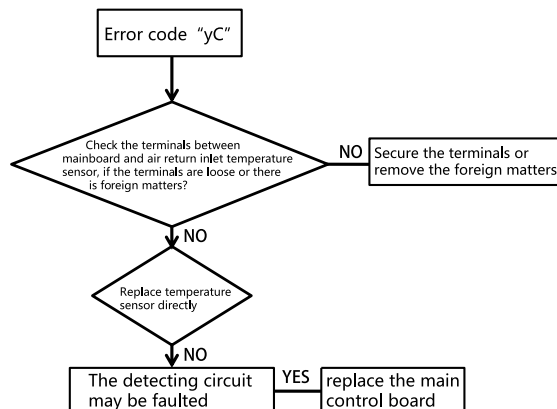 Error code “yC”
Check the terminals between
mainboard and air return inlet temperature
sensor, if the terminals are loose or there
is foreign matters?
NO
Secure the terminals or
remove the foreign matters
NO
Replace temperature
sensor directly
NO
The detecting circuit
may be faulted
YES
replace the main
control board